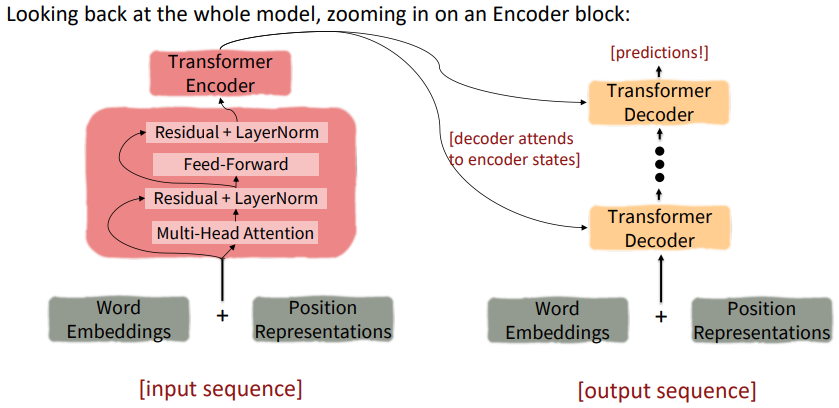 Looking back at the whole model, zooming in on an Encoder block:
Transformer
Encoder
Residual + LayerNorm
Feed-Forward
Residual + LayerNorm
Multi-Head Attention
Word
Embeddings
+
Position
Representations
[input sequence]
[decoder attends
to encoder states]
[predictions!]
Transformer
Decoder
Transformer
Decoder
Word
Embeddings
+
Position
Representations
[output sequence]